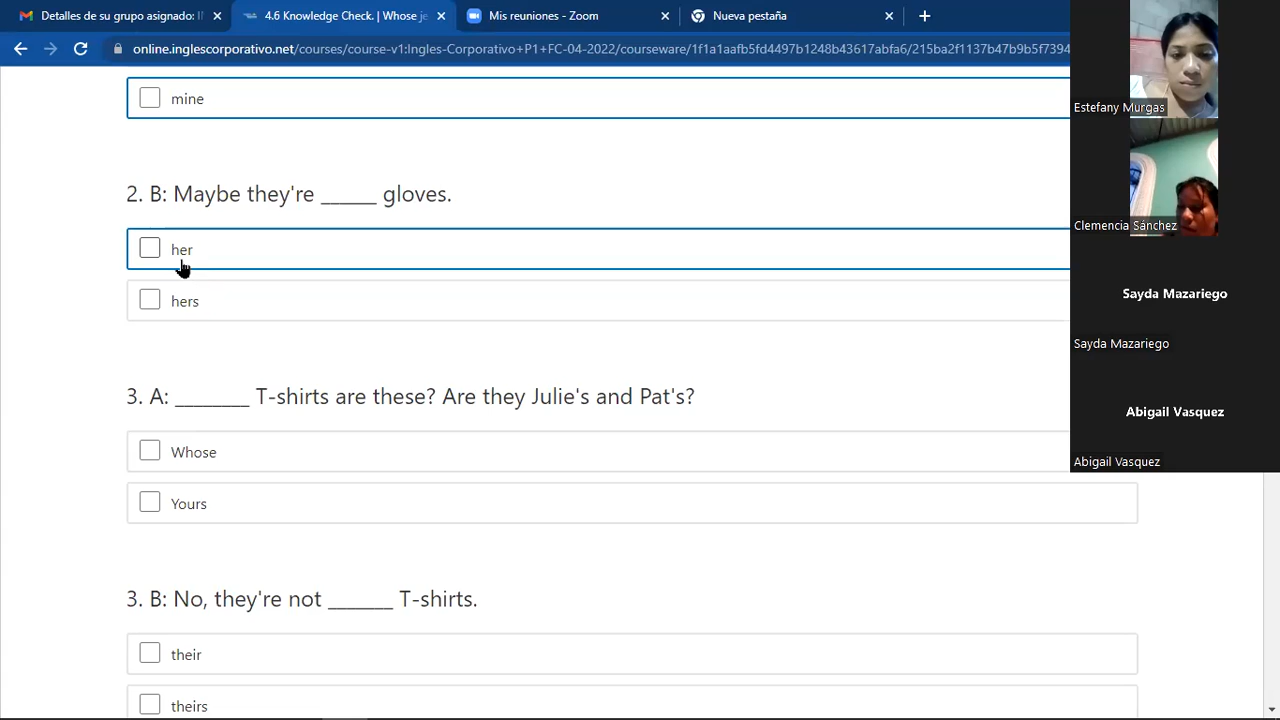 Detalles de su grupo asignado: II
4.6 Knowledge Check. | Whose je
Mis reuniones - Zoom
Nueva pestaña
online.inglescorporativo.net/courses/course-v1:Ingles-Corporativo+P1+FC-04-2022/courseware/1f1a1aafb5fd4497b1248b43617abfa6/215ba2f1137b47b9b5f7394
mine
2. B: Maybe they're ______ gloves.
her
hers
3. A: ________ T-shirts are these? Are they Julie's and Pat's?
Whose
Yours
3. B: No, they're not _______ T-shirts.
their
theirs
Estefany Murgas
Clemencia Sánchez
Sayda Mazariego
Sayda Mazariego
Abigail Vasquez
Abigail Vasquez